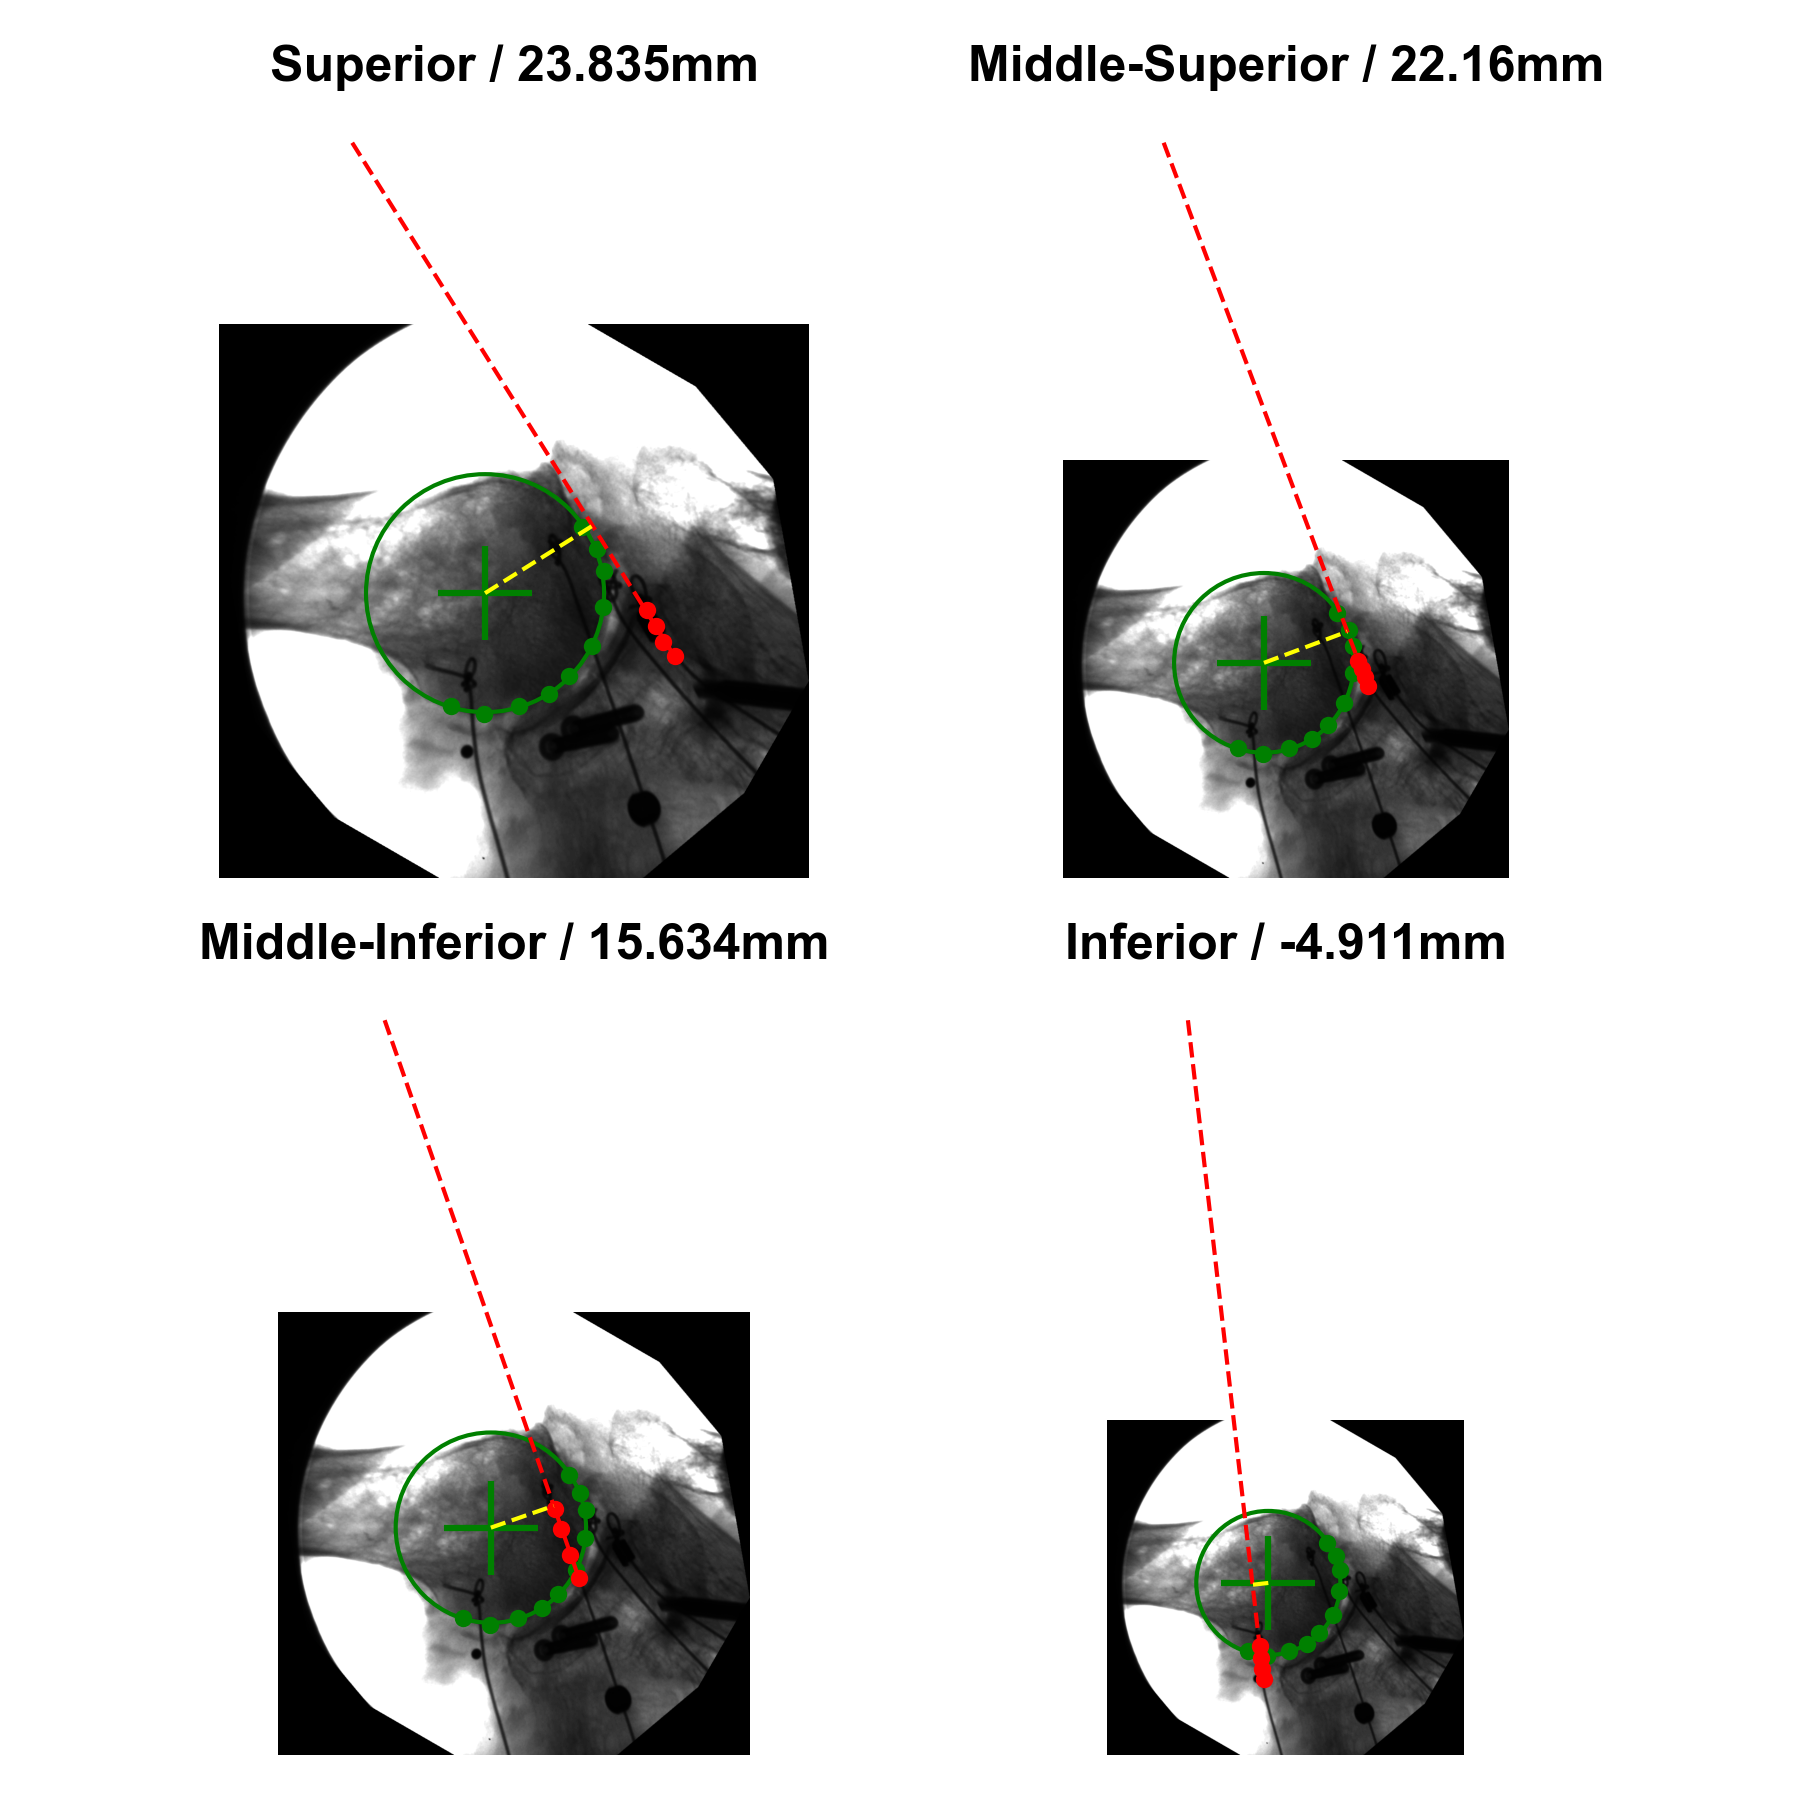 Superior / 23.835mm
Middle-Superior / 22.16mm
Middle-Inferior / 15.634mm
Inferior / -4.911mm